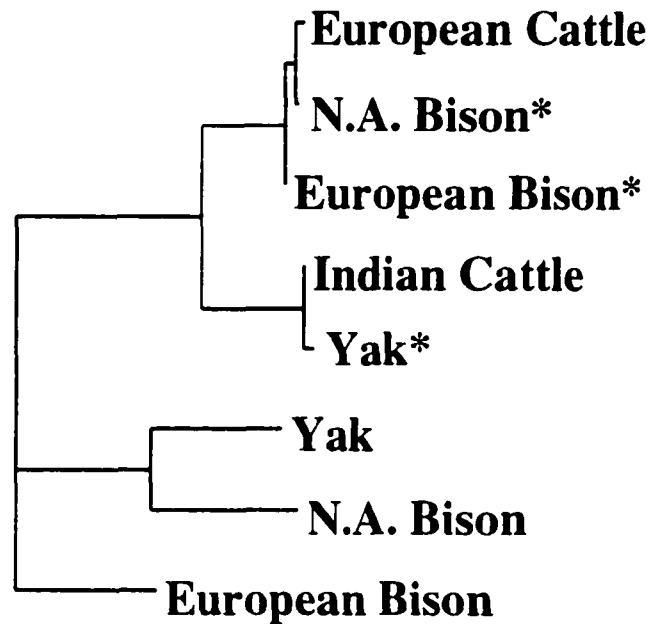 European Cattle
N.A. Bison*
European Bison*
Indian Cattle
Yak*
Yak
N.A. Bison
European Bison